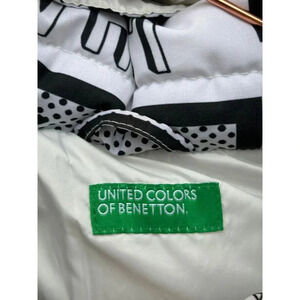 UNITED COLORS
OF BENETTON.